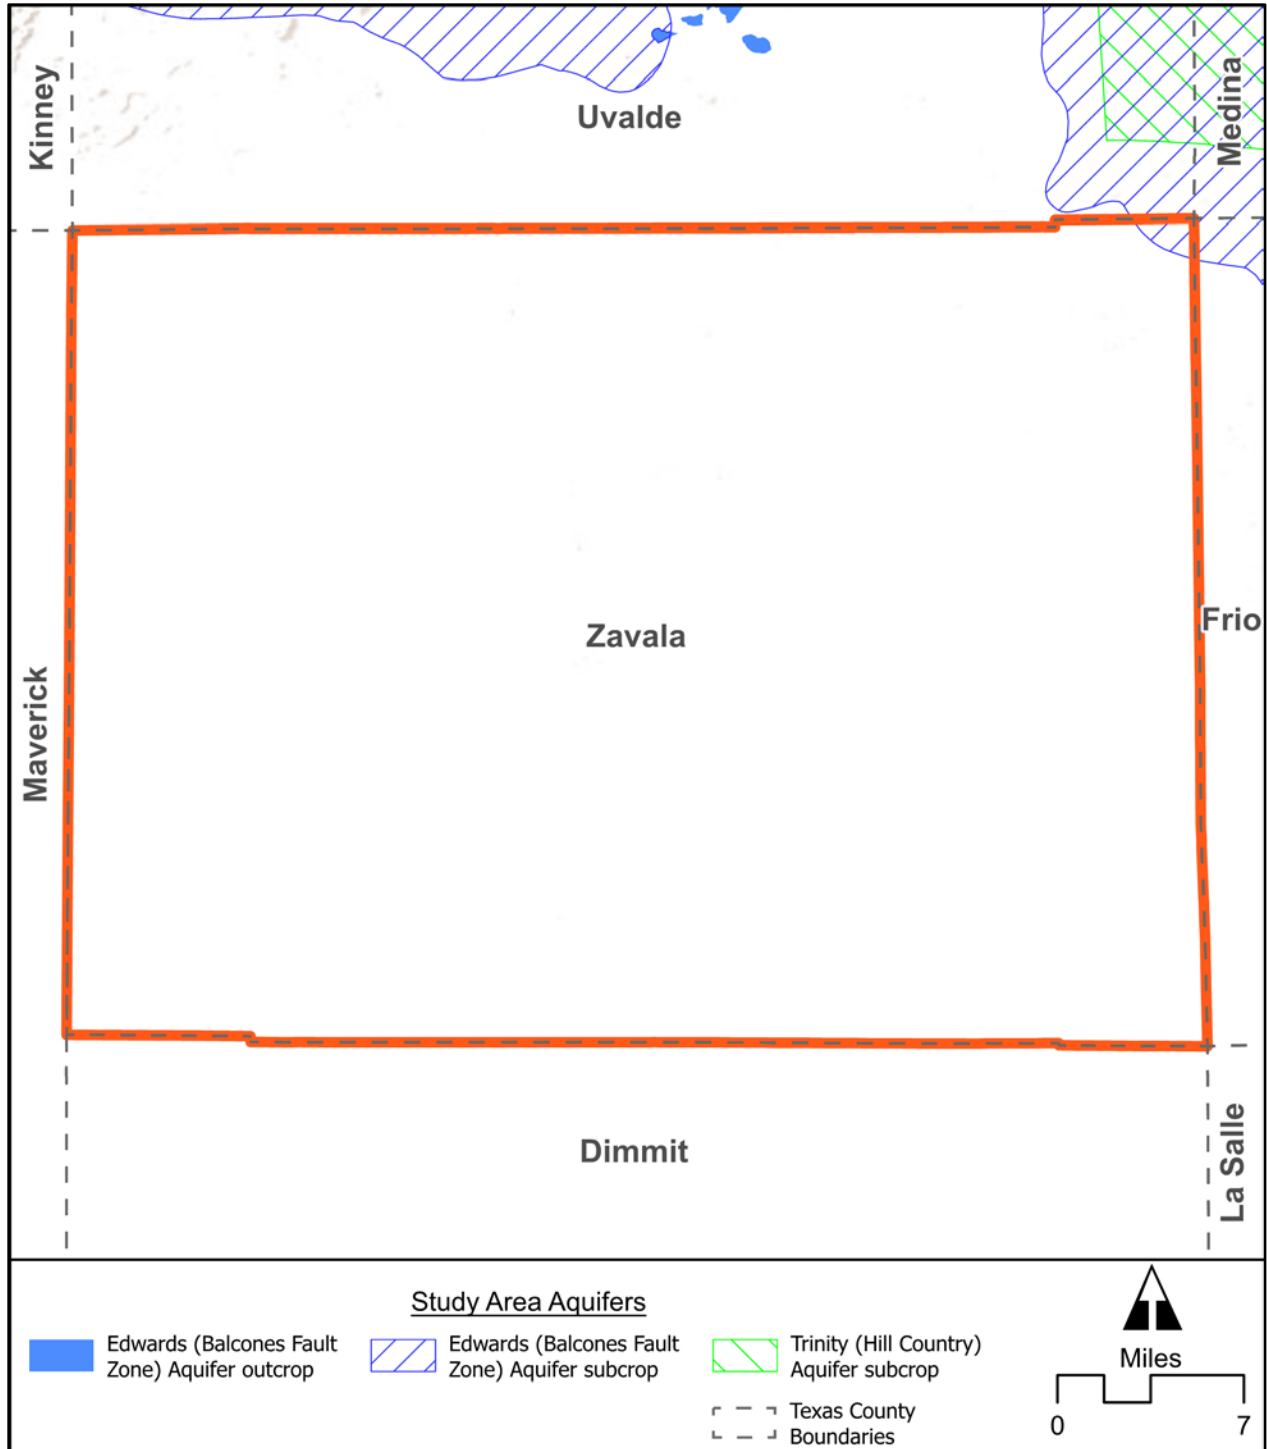 Kinney
Uvalde
Medina
Zavala
Frio
Maverick
Dimmit
La Salle
Study Area Aquifers
Edwards (Balcones Fault
Zone) Aquifer outcrop
Edwards (Balcones Fault
Zone) Aquifer subcrop
Trinity (Hill Country)
Aquifer subcrop
Texas County
Boundaries
Miles
0 7